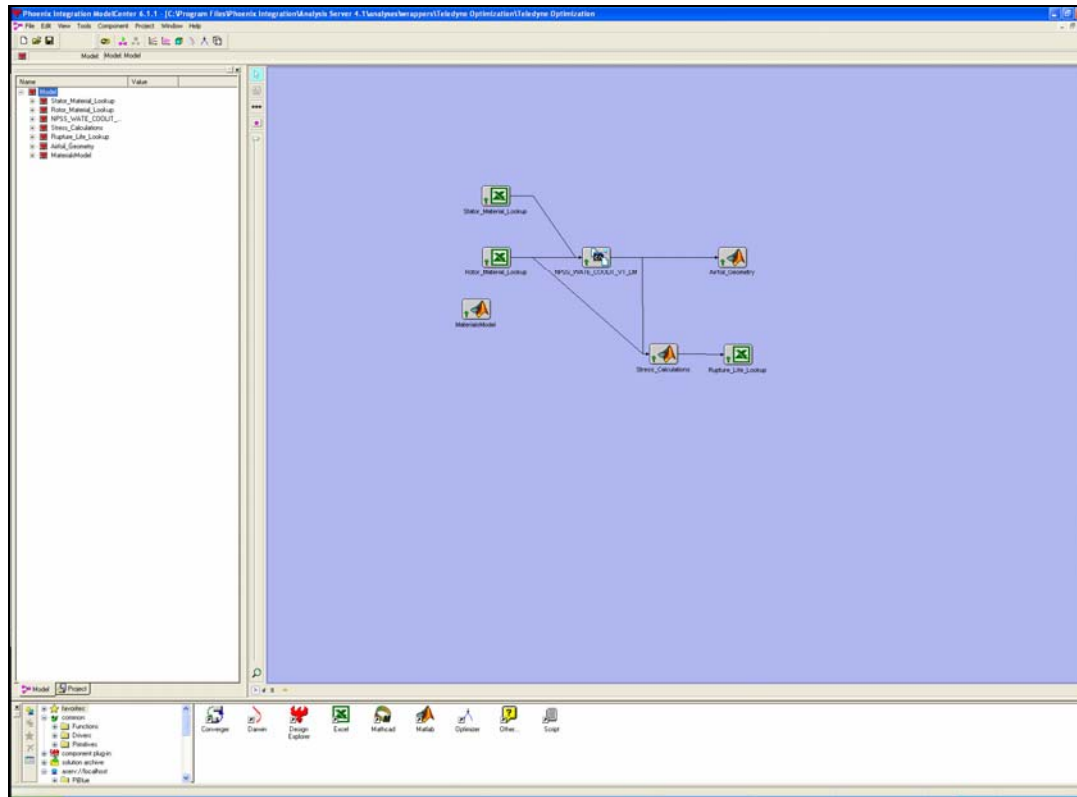 Phoenix Integration ModelCenter 6.1.1 - [C:\Program Files\Phoenix Integration\Analysis Server 4.1\analyses\wrappers\Teledyne Optimization\Teledyne Optimization]
File Edit View Tools Component Project Window Help
Model Model.Model
Name Value
Model
Stator_Material_Lookup
Rotor_Material_Lookup
NPSS_WATE_COOLIT_...
Stress_Calculations
Rupture_Life_Lookup
Airfoil_Geometry
MaterialsModel
Stator_Material_Lookup
Rotor_Material_Lookup
NPSS_WATE_COOLIT_VT_LM
Airfoil_Geometry
MaterialsModel
Stress_Calculations
Rupture_Life_Lookup
Model Project
favorites
common
Functions
Drivers
Primitives
component plug-in
solution archive
aserv://localhost
PIBlue
Converger
Darwin
Design Explorer
Excel
Mathcad
Matlab
Optimizer
Other...
Script